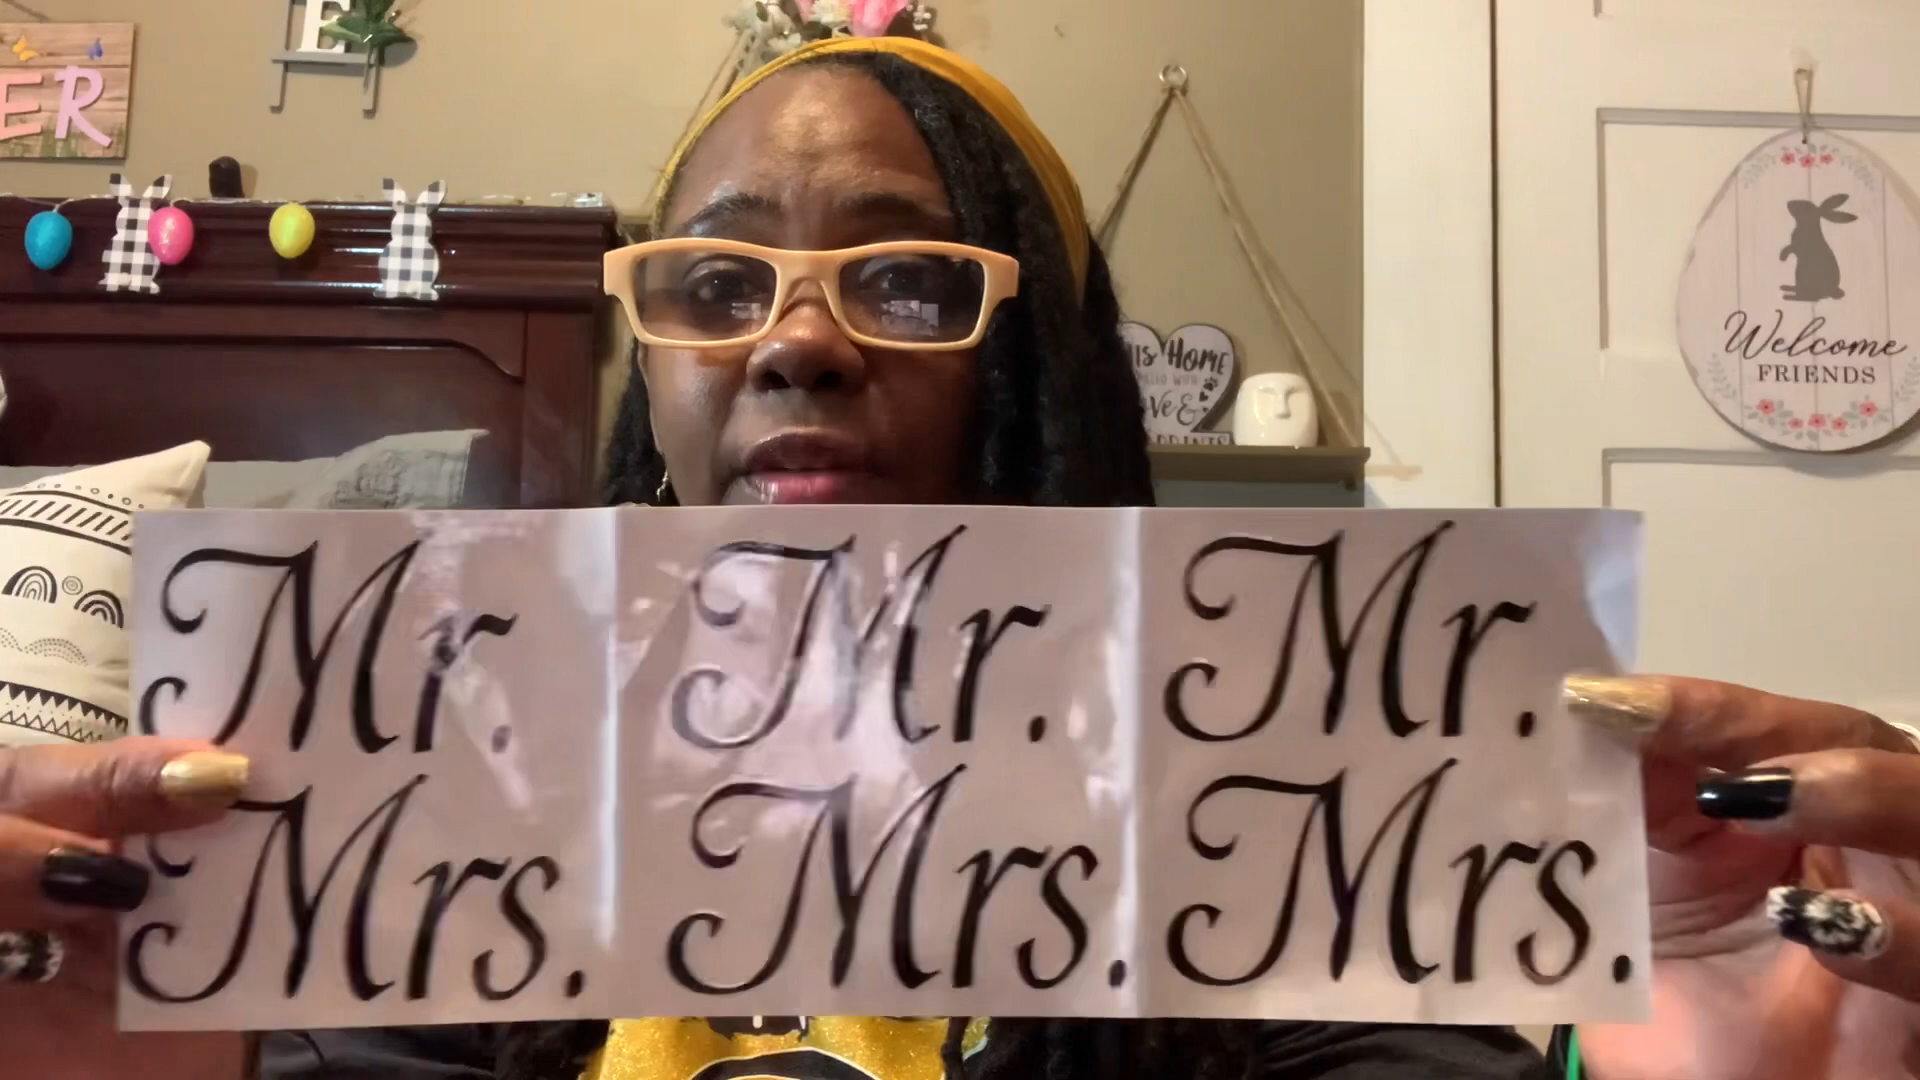 ER
E
Welcome
FRIENDS
HOME
Mr. Mr. Mr.
Mrs. Mrs. Mrs.